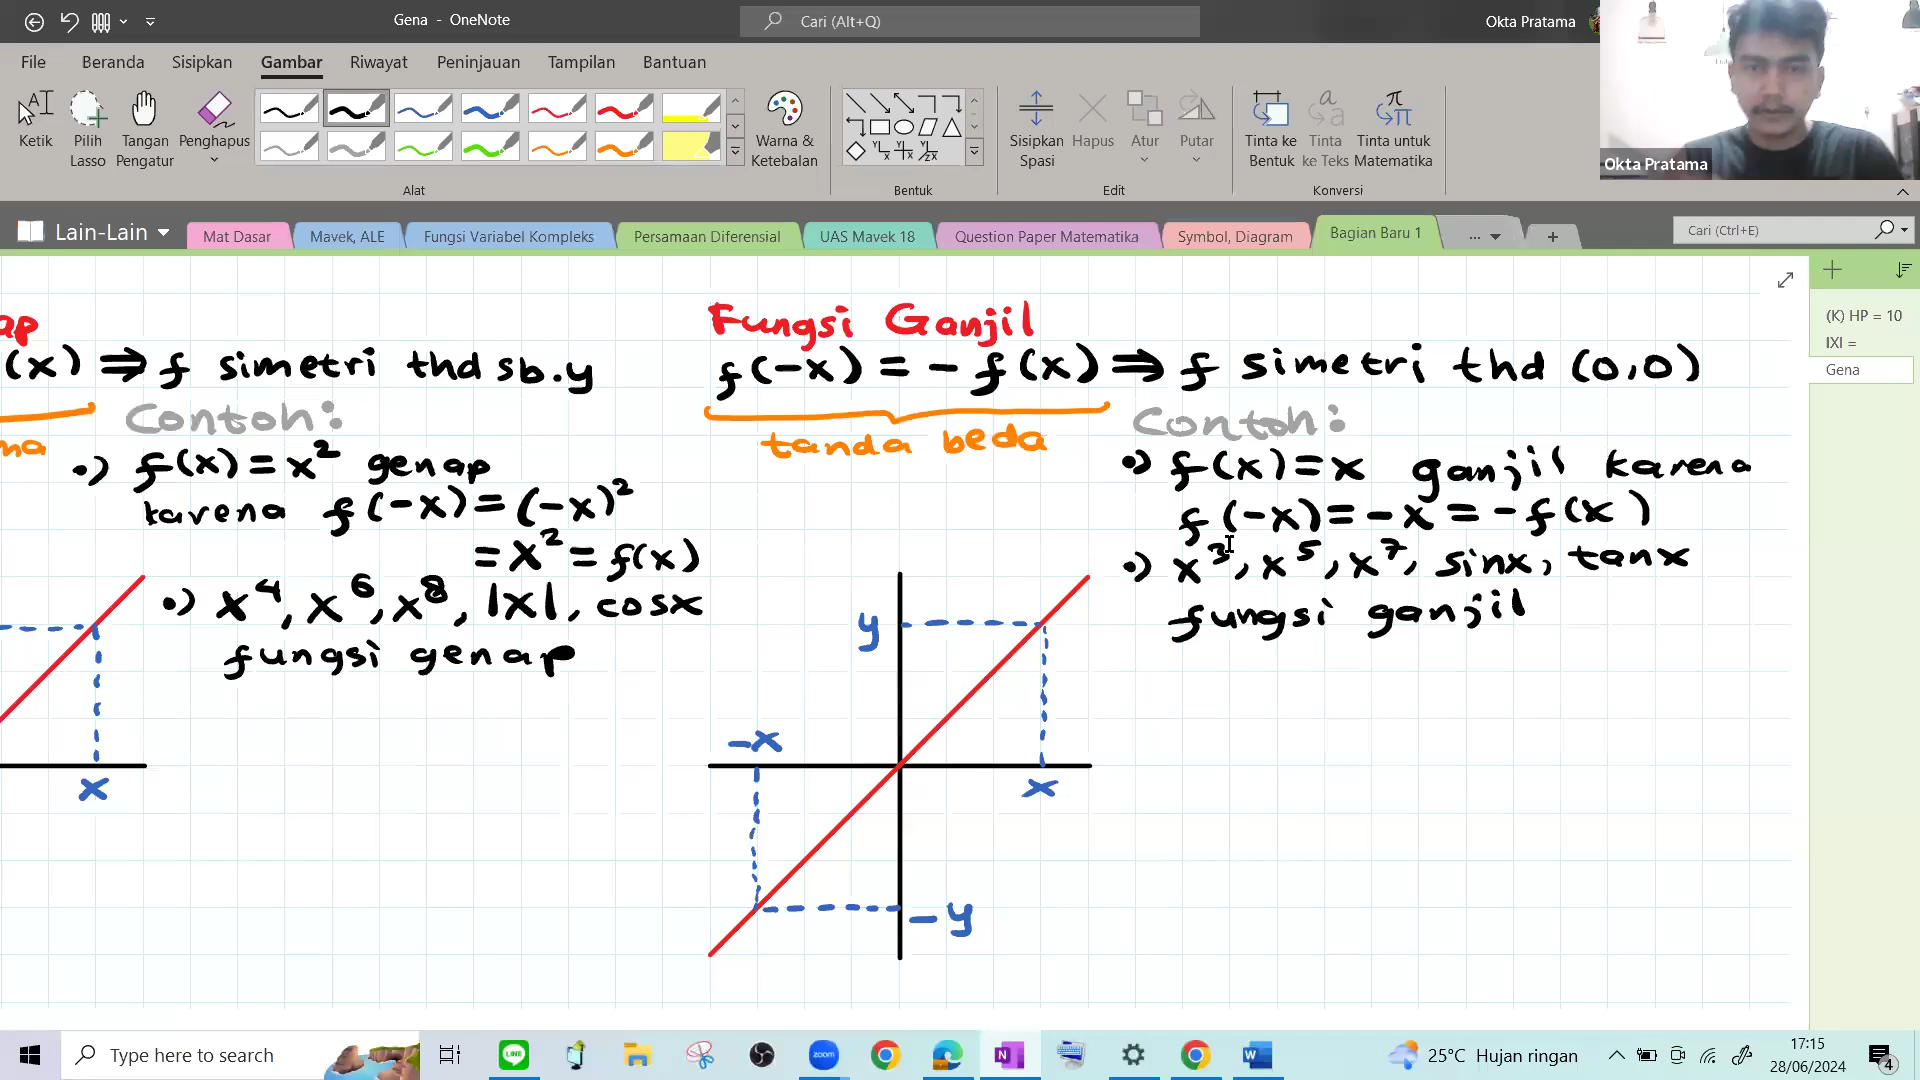 Gena - OneNote
Cari (Alt+Q)
Okta Pratama
File Beranda Sisipkan Gambar Riwayat Peninjauan Tampilan Bantuan
Ketik
Pilih Lasso
Tangan Pengatur
Penghapus
Warna & Ketebalan
Sisipkan Spasi
Hapus
Atur
Putar
Tinta ke Bentuk
Tinta ke Teks
Tinta untuk Matematika
Alat
Bentuk
Edit
Konversi
Okta Pratama
Lain-Lain
Mat Dasar
Mavek, ALE
Fungsi Variabel Kompleks
Persamaan Diferensial
UAS Mavek 18
Question Paper Matematika
Symbol, Diagram
Bagian Baru 1
...
Cari (Ctrl+E)
(K) HP = 10
IXI =
Gena
ap
(x) ⇒ f simetri thd sb.y
ma
Contoh:
•) f(x) = x² genap
karena f(-x) = (-x)²
= x² = f(x)
•) x⁴, x⁶, x⁸, |x|, cosx
fungsi genap
x
Fungsi Ganjil
f(-x) = - f(x) ⇒ f simetri thd (0,0)
tanda beda
Contoh:
•) f(x) = x ganjil karena
f(-x) = -x = -f(x)
•) x³, x⁵, x⁷, sinx, tanx
fungsi ganjil
y
-x
x
-y
Type here to search
LINE
zoom
25°C Hujan ringan
17:15
28/06/2024
4